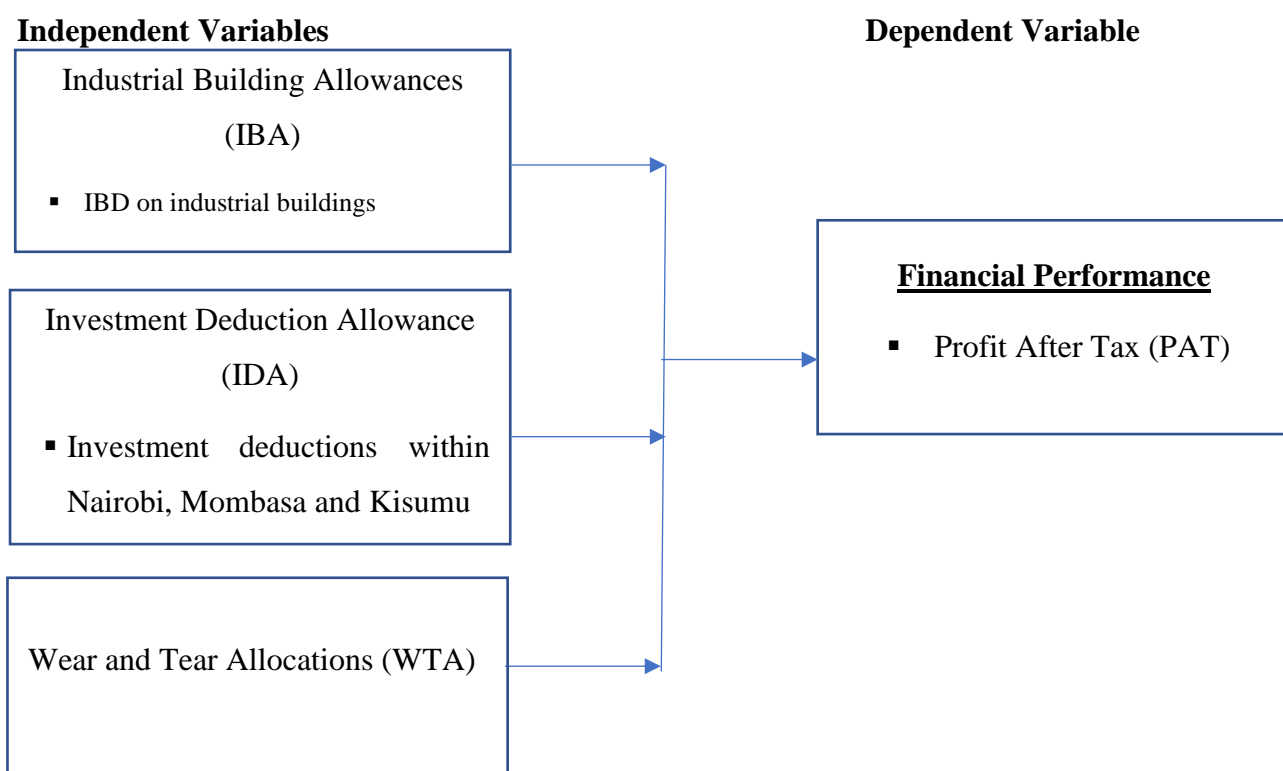 Independent Variables
Industrial Building Allowances
(IBA)
▪ IBD on industrial buildings
Investment Deduction Allowance
(IDA)
▪ Investment deductions within
Nairobi, Mombasa and Kisumu
Wear and Tear Allocations (WTA)
Dependent Variable
Financial Performance
▪ Profit After Tax (PAT)